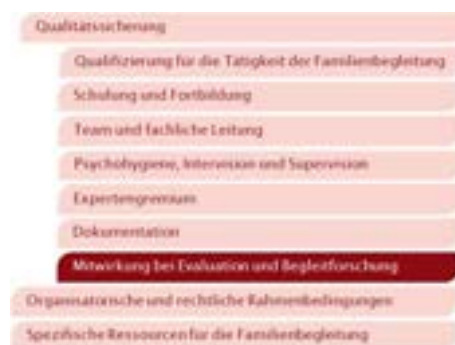 Qualitätssicherung
Qualifizierung für die Tätigkeit der Familienbegleitung
Schulung und Fortbildung
Team und fachliche Leitung
Psychohygiene, Intervision und Supervision
Expertengremium
Dokumentation
Mitwirkung bei Evaluation und Begleitforschung
Organisatorische und rechtliche Rahmenbedingungen
Spezifische Ressourcen für die Familienbegleitung